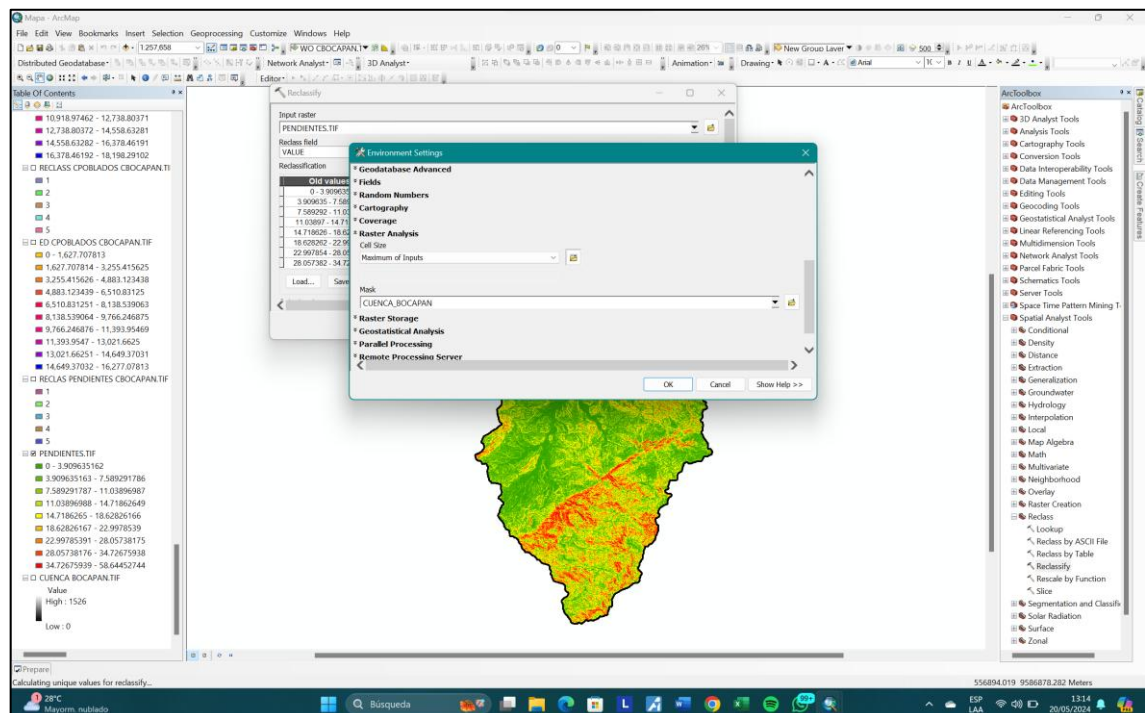 Mapa - ArcMap
File Edit View Bookmarks Insert Selection Geoprocessing Customize Windows Help
1:257,658
WO CBOCAPAN.T
New Group Layer
500
Distributed Geodatabase
Network Analyst
3D Analyst
Animation
Drawing
Arial
Editor
Table Of Contents
10,918.97462 - 12,738.80371
12,738.80372 - 14,558.63281
14,558.63282 - 16,378.46191
16,378.46192 - 18,198.29102
RECLASS CPOBLADOS CBOCAPAN.TI
1
2
3
4
5
ED CPOBLADOS CBOCAPAN.TIF
0 - 1,627.707813
1,627.707814 - 3,255.415625
3,255.415626 - 4,883.123438
4,883.123439 - 6,510.83125
6,510.831251 - 8,138.539063
8,138.539064 - 9,766.246875
9,766.246876 - 11,393.95469
11,393.9547 - 13,021.6625
13,021.66251 - 14,649.37031
14,649.37032 - 16,277.07813
RECLAS PENDIENTES CBOCAPAN.TIF
1
2
3
4
5
PENDIENTES.TIF
0 - 3.909635162
3.909635163 - 7.589291786
7.589291787 - 11.03896987
11.03896988 - 14.71862649
14.7186265 - 18.62826166
18.62826167 - 22.9978539
22.99785391 - 28.05738175
28.05738176 - 34.72675938
34.72675939 - 58.64452744
CUENCA BOCAPAN.TIF
Value
High : 1526
Low : 0
Reclassify
Input raster
PENDIENTES.TIF
Reclass field
VALUE
Reclassification
Old values
0 - 3.909635
3.909635 - 7.589
7.589292 - 11.03
11.03897 - 14.71
14.718626 - 18.62
18.628262 - 22.99
22.997854 - 28.05
28.057382 - 34.72
Load...
Save
Environment Settings
Geodatabase Advanced
Fields
Random Numbers
Cartography
Coverage
Raster Analysis
Cell Size
Maximum of Inputs
Mask
CUENCA_BOCAPAN
Raster Storage
Geostatistical Analysis
Parallel Processing
Remote Processing Server
OK Cancel Show Help >>
ArcToolbox
ArcToolbox
3D Analyst Tools
Analysis Tools
Cartography Tools
Conversion Tools
Data Interoperability Tools
Data Management Tools
Editing Tools
Geocoding Tools
Geostatistical Analyst Tools
Linear Referencing Tools
Multidimension Tools
Network Analyst Tools
Parcel Fabric Tools
Schematics Tools
Server Tools
Space Time Pattern Mining T
Spatial Analyst Tools
Conditional
Density
Distance
Extraction
Generalization
Groundwater
Hydrology
Interpolation
Local
Map Algebra
Math
Multivariate
Neighborhood
Overlay
Raster Creation
Reclass
Lookup
Reclass by ASCII File
Reclass by Table
Reclassify
Rescale by Function
Slice
Segmentation and Classifi
Solar Radiation
Surface
Zonal
Catalog
Search
Create Features
Prepare
Calculating unique values for reclassify...
556894.019 9586878.282 Meters
28°C
Mayorm. nublado
Búsqueda
99+
ESP
LAA
13:14
20/05/2024